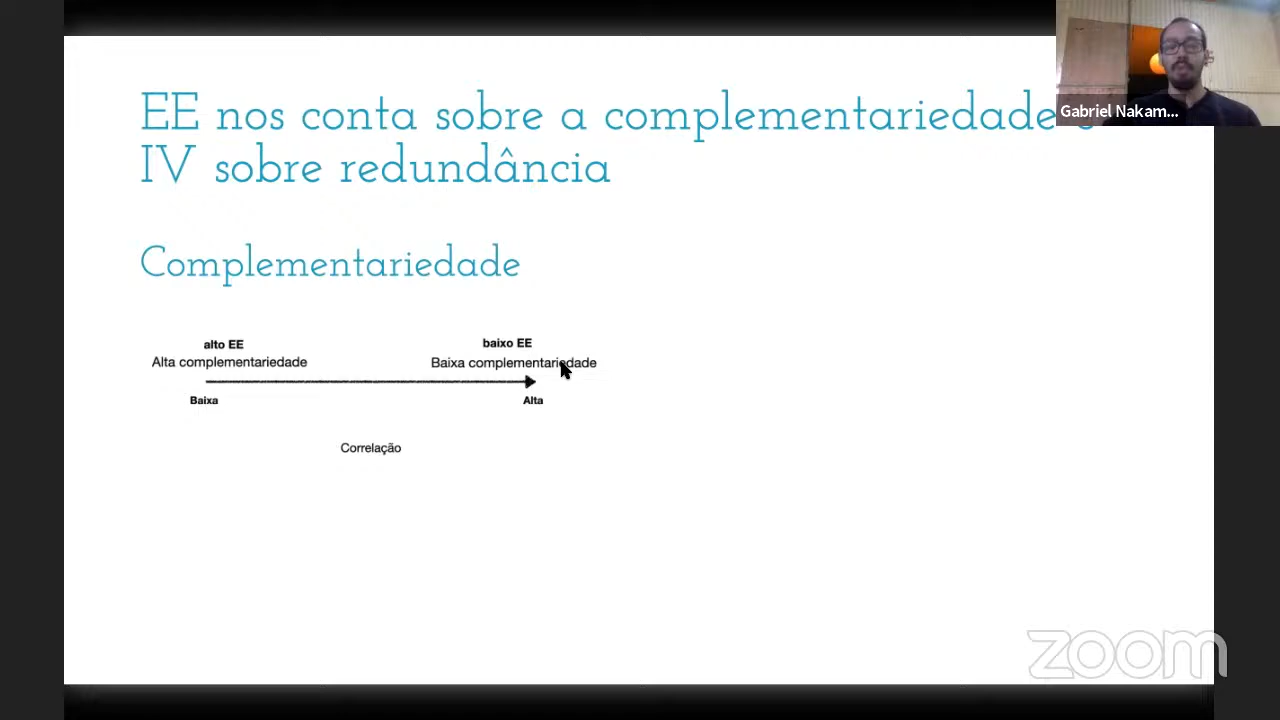 EE nos conta sobre a complementariedade
IV sobre redundância
Complementariedade
alto EE
Alta complementariedade
baixo EE
Baixa complementariedade
Baixa
Alta
Correlação
Gabriel Nakam...
zoom